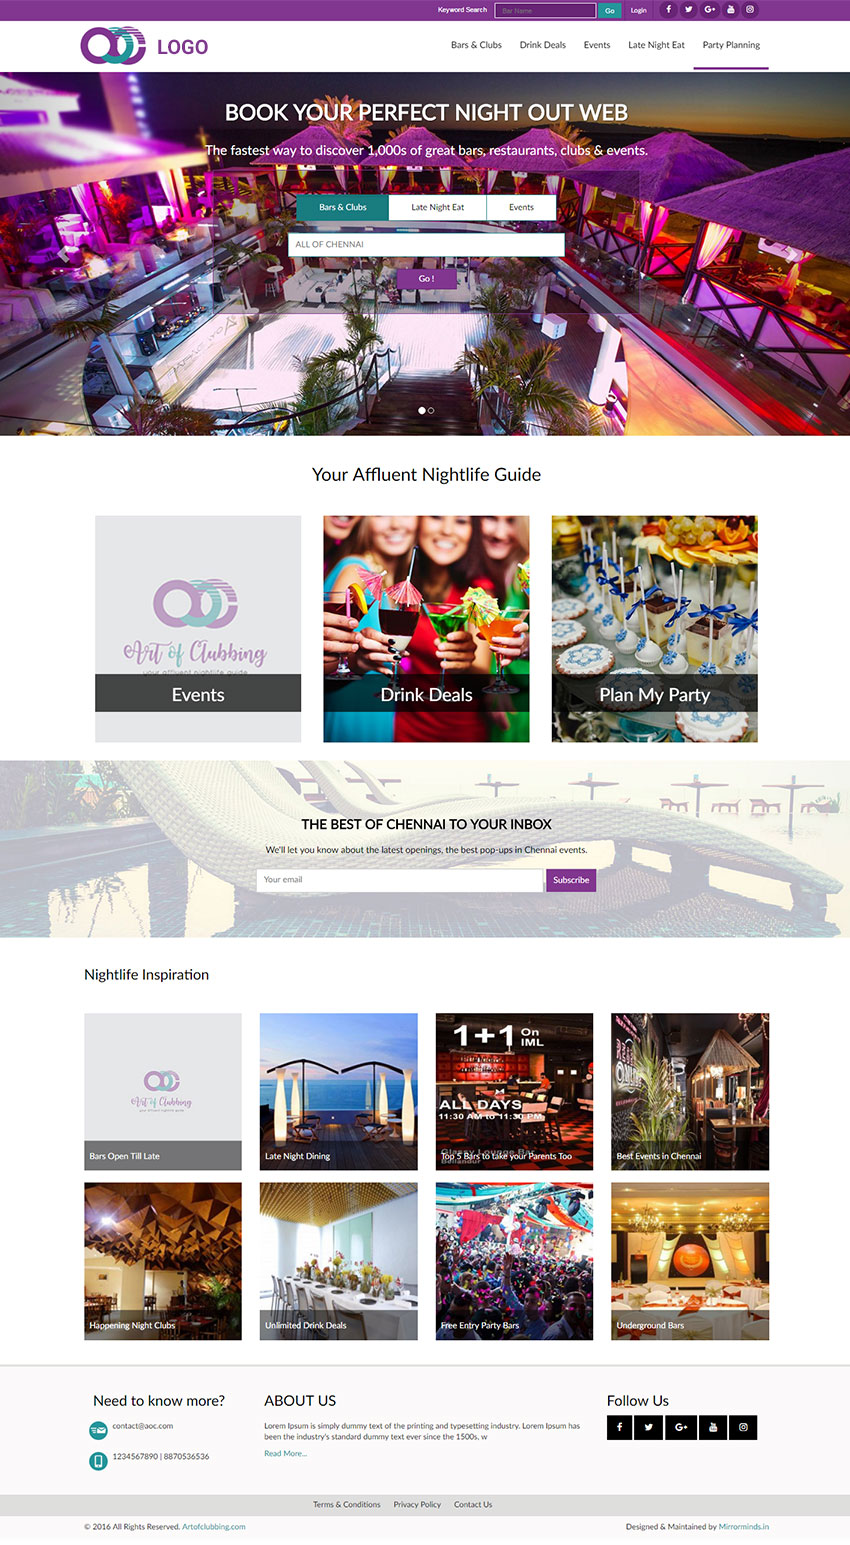 Keyword Search
Bar Name
Go
Login
LOGO
Bars & Clubs
Drink Deals
Events
Late Night Eat
Party Planning
BOOK YOUR PERFECT NIGHT OUT WEB
The fastest way to discover 1,000s of great bars, restaurants, clubs & events.
Bars & Clubs
Late Night Eat
Events
ALL OF CHENNAI
Go !
Your Affluent Nightlife Guide
Art of Clubbing
your affluent nightlife guide
Events
Drink Deals
Plan My Party
THE BEST OF CHENNAI TO YOUR INBOX
We'll let you know about the latest openings, the best pop-ups in Chennai events.
Your email
Subscribe
Nightlife Inspiration
Art of Clubbing
your affluent nightlife guide
Bars Open Till Late
Late Night Dining
1+1 On
IML
ALL DAYS
11:30 AM to 11:30 PM
Top 5 Bars to take your Parents Too
Bellandur
Best Events in Chennai
Happening Night Clubs
Unlimited Drink Deals
Free Entry Party Bars
Underground Bars
Need to know more?
contact@aoc.com
1234567890 | 8870536536
ABOUT US
Lorem Ipsum is simply dummy text of the printing and typesetting industry. Lorem Ipsum has
been the industry's standard dummy text ever since the 1500s, w
Read More...
Follow Us
Terms & Conditions
Privacy Policy
Contact Us
© 2016 All Rights Reserved. Artofclubbing.com
Designed & Maintained by Mirrorminds.in